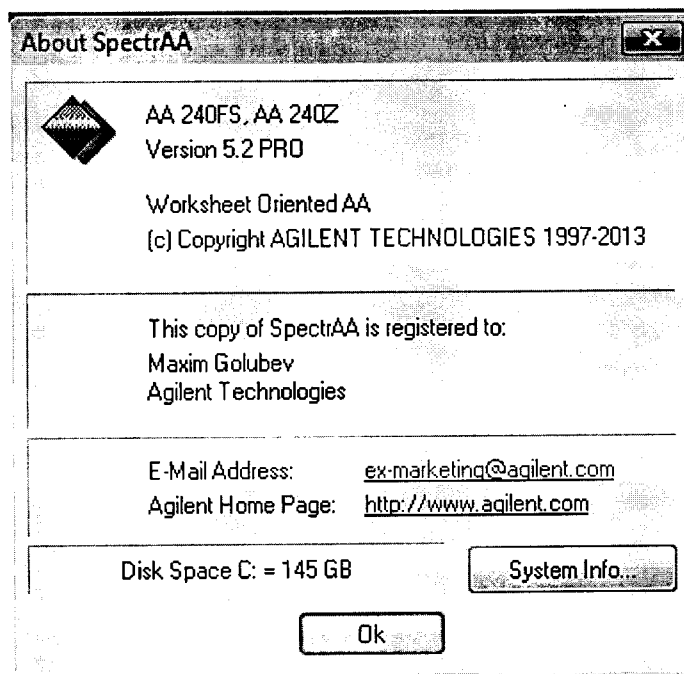 About SpectrAA
AA 240FS, AA 240Z
Version 5.2 PRO
Worksheet Oriented AA
(c) Copyright AGILENT TECHNOLOGIES 1997-2013
This copy of SpectrAA is registered to:
Maxim Golubev
Agilent Technologies
E-Mail Address: ex-marketing@agilent.com
Agilent Home Page: http://www.agilent.com
Disk Space C: = 145 GB
System Info...
Ok